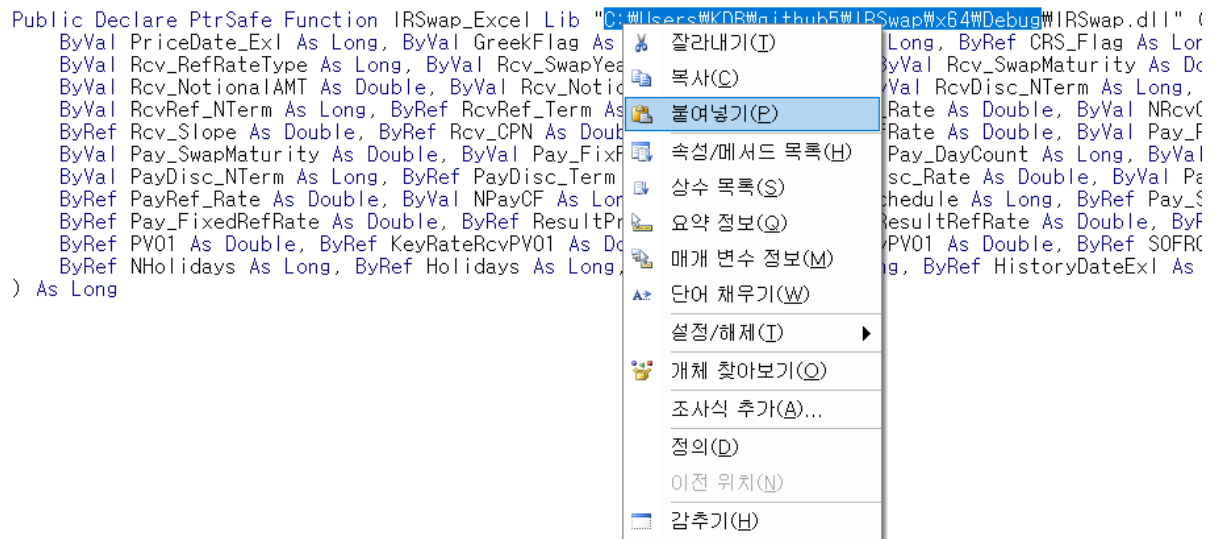 Public Declare PtrSafe Function IRSwap_Excel Lib "C:₩Users₩KDB₩github5₩IRSwap₩x64₩Debug₩IRSwap.dll" (
ByVal PriceDate_Exl As Long, ByVal GreekFlag As Long, ByRef CRS_Flag As Lon
ByVal Rcv_RefRateType As Long, ByVal Rcv_SwapYea ByVal Rcv_SwapMaturity As Do
ByVal Rcv_NotionalAMT As Double, ByVal Rcv_Notic Val RcvDisc_NTerm As Long,
ByVal RcvRef_NTerm As Long, ByRef RcvRef_Term As Rate As Double, ByVal NRcvC
ByRef Rcv_Slope As Double, ByRef Rcv_CPN As Doub Rate As Double, ByVal Pay_F
ByVal Pay_SwapMaturity As Double, ByVal Pay_FixF Pay_DayCount As Long, ByVal
ByVal PayDisc_NTerm As Long, ByRef PayDisc_Term sc_Rate As Double, ByVal Pa
ByRef PayRef_Rate As Double, ByVal NPayCF As Lon chedule As Long, ByRef Pay_S
ByRef Pay_FixedRefRate As Double, ByRef ResultPr ResultRefRate As Double, ByF
ByRef PV01 As Double, ByRef KeyRateRcvPV01 As Do PV01 As Double, ByRef SOFRC
ByRef NHolidays As Long, ByRef Holidays As Long, g, ByRef HistoryDateExl As
) As Long
잘라내기(T)
복사(C)
붙여넣기(P)
속성/메서드 목록(H)
상수 목록(S)
요약 정보(Q)
매개 변수 정보(M)
단어 채우기(W)
설정/해제(T)
개체 찾아보기(O)
조사식 추가(A)...
정의(D)
이전 위치(N)
감추기(H)